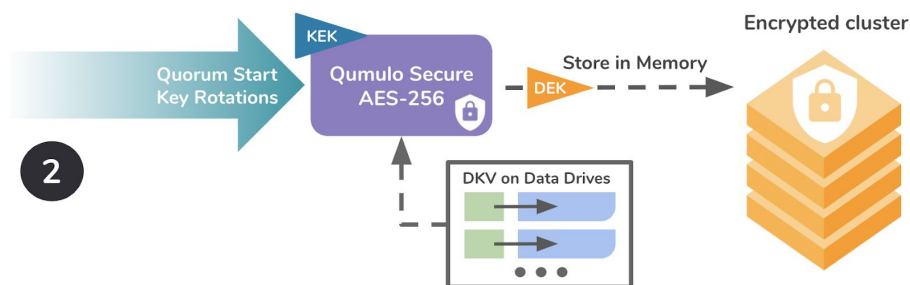 Encrypted cluster
KEK
Quorum Start
Key Rotations
Qumulo Secure
AES-256
DEK
Store in Memory
2
DKV on Data Drives